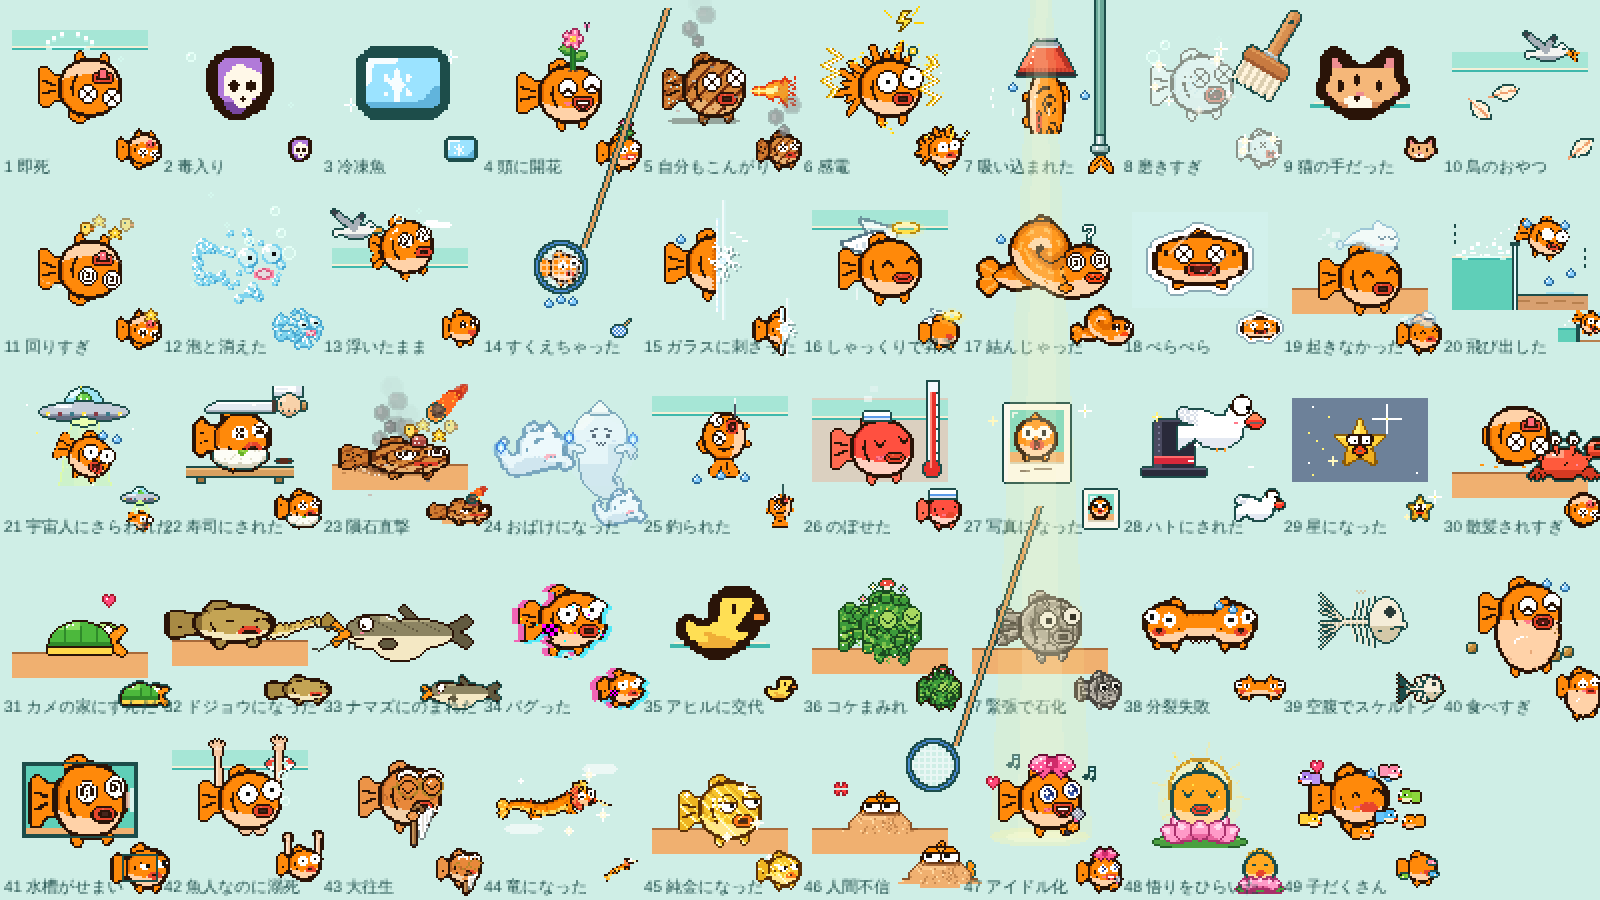 1 即死
2 毒入り
3 冷凍魚
4 頭に開花
5 自分もこんがり
6 感電
7 吸い込まれた
8 磨きすぎ
9 猫の手だった
10 鳥のおやつ
11 回りすぎ
12 泡と消えた
13 浮いたまま
14 すくえちゃった
15 ガラスに刺さった
16 しゃっくりで昇天
17 結んじゃった
18 ぺらぺら
19 起きなかった
20 飛び出した
21 宇宙人にさらわれた
22 寿司にされた
23 隕石直撃
24 おばけになった
25 釣られた
26 のぼせた
27 写真になった
28 ハトにされた
29 星になった
30 散髪されすぎ
31 カメの家にすんだ
32 ドジョウになった
33 ナマズにのまれた
34 バグった
35 アヒルに交代
36 コケまみれ
緊張で石化
38 分裂失敗
39 空腹でスケルトン
40 食べすぎ
41 水槽がせまい
42 魚人なのに溺死
43 大往生
44 竜になった
45 純金になった
46 人間不信
47 アイドル化
48 悟りをひらい
49 子だくさん